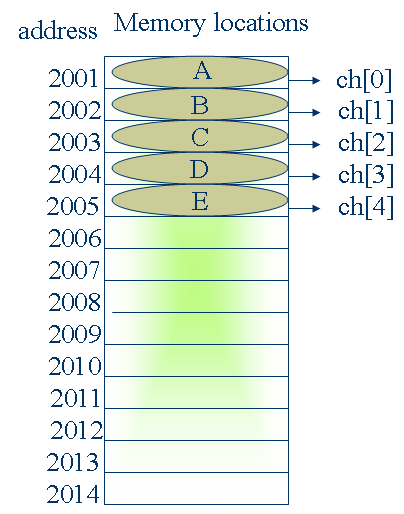 address Memory locations
2001 A ch[0]
2002 B ch[1]
2003 C ch[2]
2004 D ch[3]
2005 E ch[4]
2006
2007
2008
2009
2010
2011
2012
2013
2014